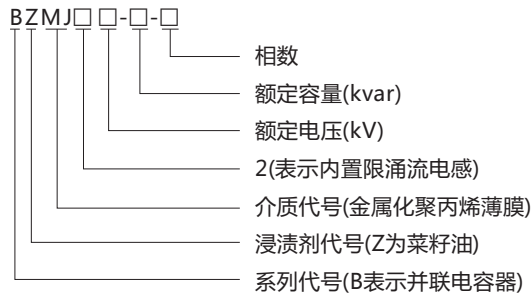 BZMJ□ □-□-□
相数
额定容量(kvar)
额定电压(kV)
2(表示内置限涌流电感)
介质代号(金属化聚丙烯薄膜)
浸渍剂代号(Z为菜籽油)
系列代号(B表示并联电容器)